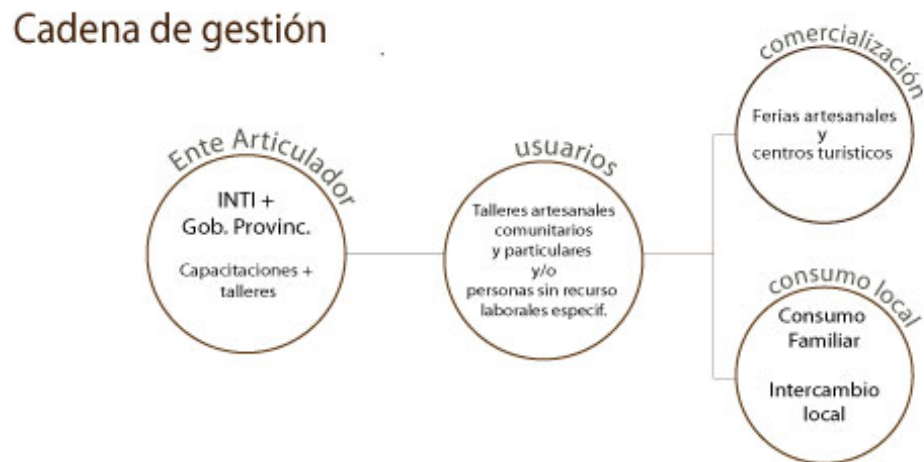 Cadena de gestión
Ente Articulador
INTI +
Gob. Provinc.
Capacitaciones +
talleres
usuarios
Talleres artesanales
comunitarios
y particulares
y/o
personas sin recurso
laborales especif.
comercialización
Ferias artesanales
y
centros turísticos
consumo local
Consumo
Familiar
Intercambio
local